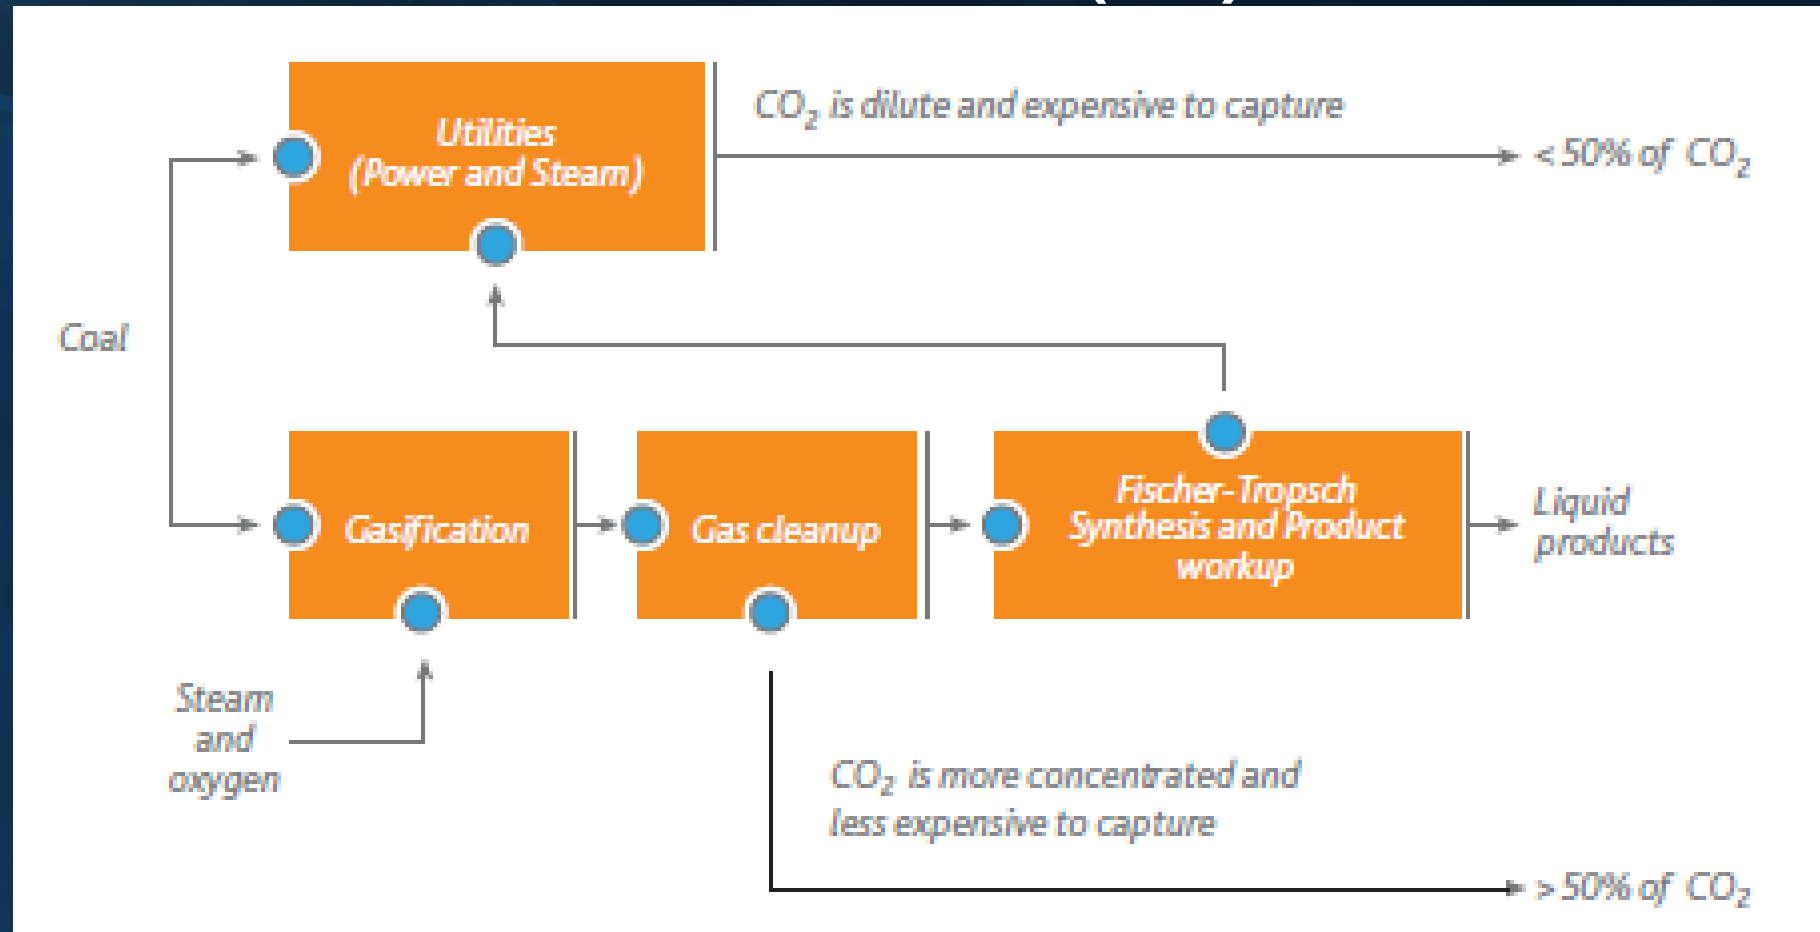 Utilities
(Power and Steam)
CO₂ is dilute and expensive to capture
< 50% of CO₂
Coal
Gasification
Gas cleanup
Fischer-Tropsch
Synthesis and Product
workup
Liquid
products
Steam
and
oxygen
CO₂ is more concentrated and
less expensive to capture
> 50% of CO₂